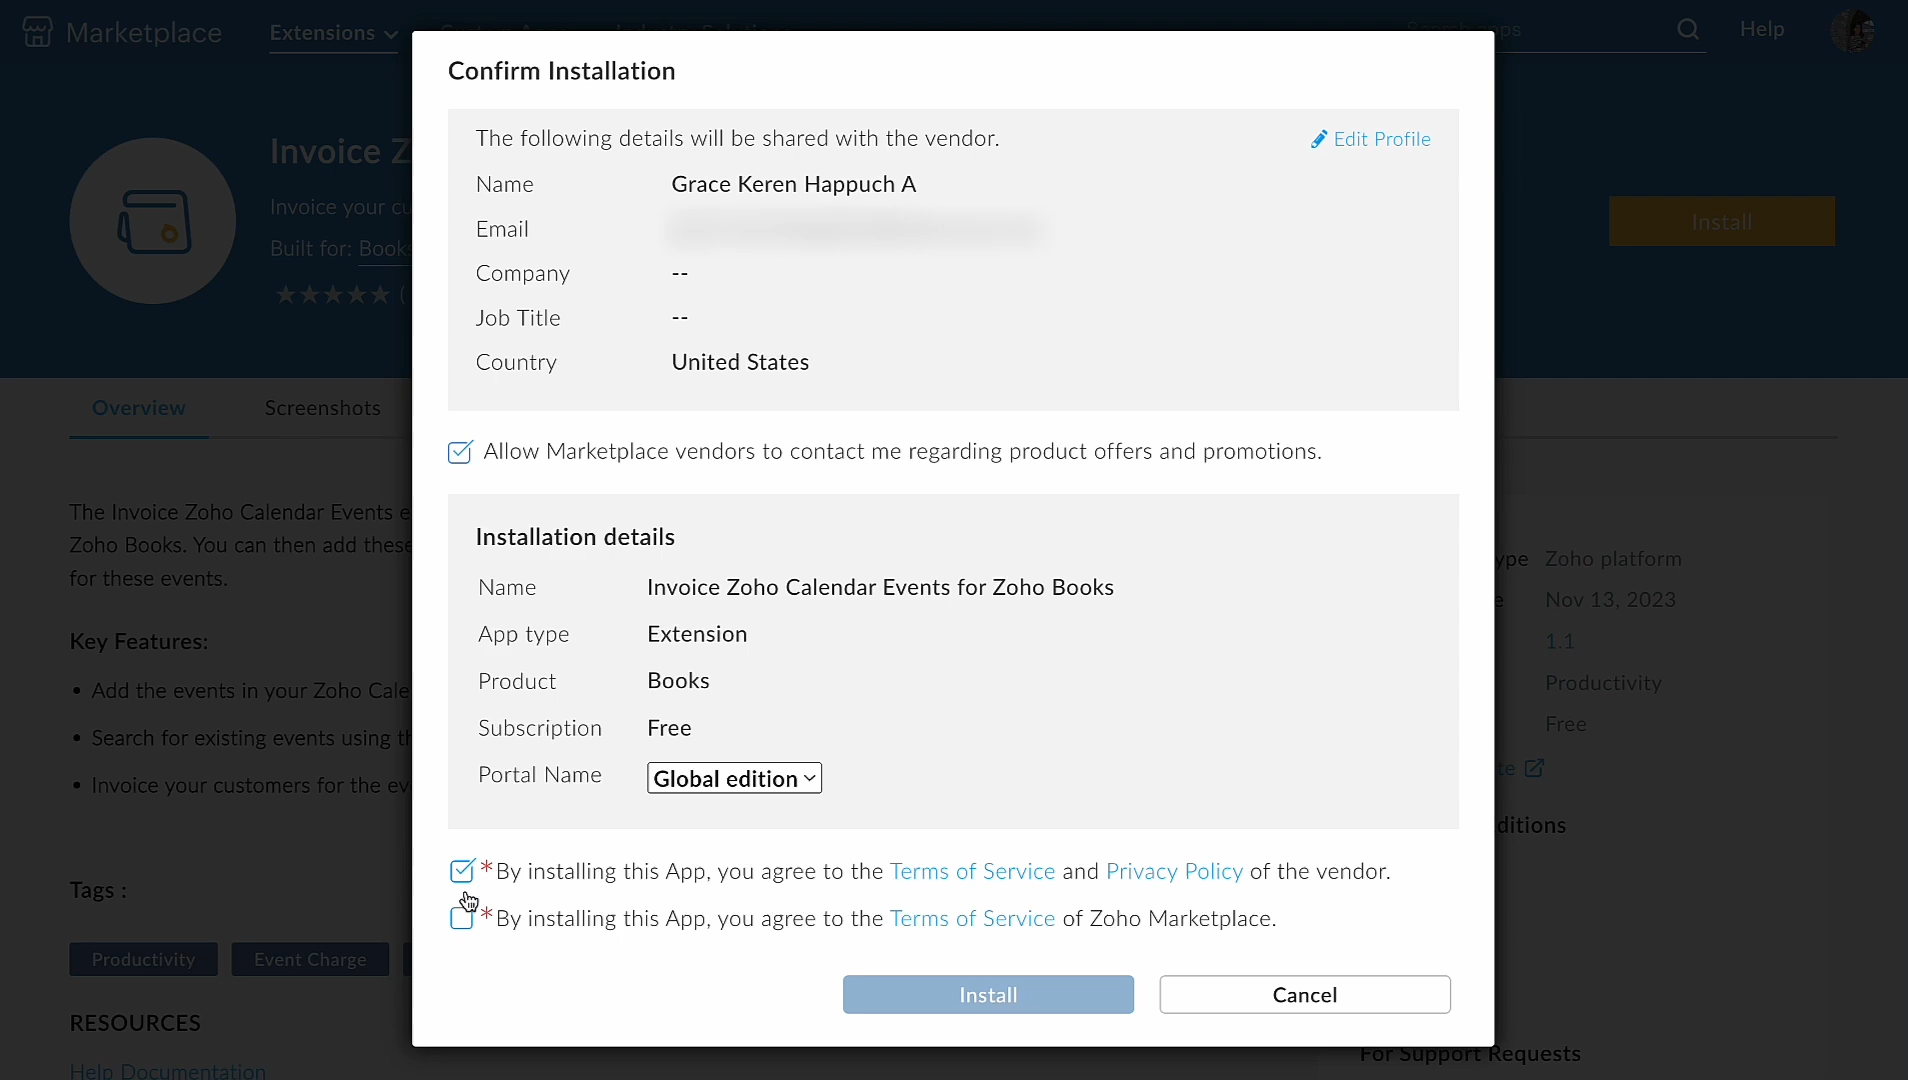 Marketplace
Extensions
Help
Confirm Installation
The following details will be shared with the vendor.
Edit Profile
Name
Grace Keren Happuch A
Email
Company
--
Job Title
--
Country
United States
Allow Marketplace vendors to contact me regarding product offers and promotions.
Installation details
Name
Invoice Zoho Calendar Events for Zoho Books
App type
Extension
Product
Books
Subscription
Free
Portal Name
Global edition
*By installing this App, you agree to the Terms of Service and Privacy Policy of the vendor.
*By installing this App, you agree to the Terms of Service of Zoho Marketplace.
Install
Cancel
Invoice Z
Invoice your cu
Built for: Books
Install
Overview
Screenshots
The Invoice Zoho Calendar Events e
Zoho Books. You can then add these
for these events.
Key Features:
• Add the events in your Zoho Cale
• Search for existing events using th
• Invoice your customers for the ev
Tags :
Productivity
Event Charge
RESOURCES
Help Documentation
ype
Zoho platform
e
Nov 13, 2023
1.1
Productivity
Free
te
ditions
For Support Requests